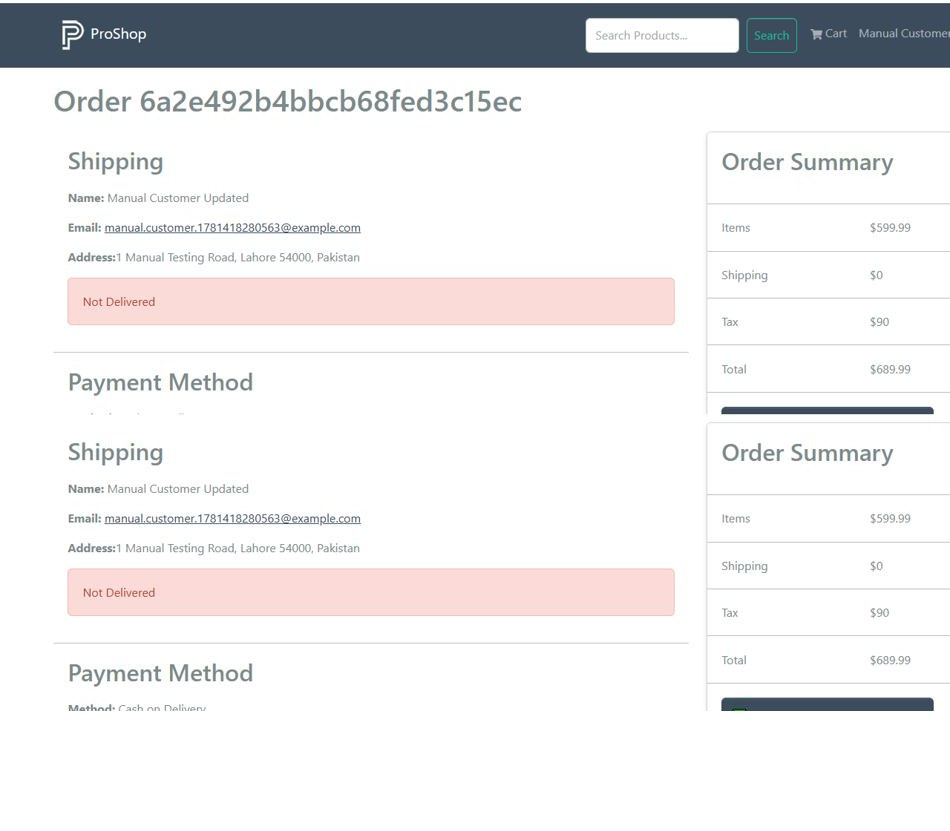 ProShop
Search Products...
Search
Cart
Manual Customer
Order 6a2e492b4bbcb68fed3c15ec
Shipping
Name: Manual Customer Updated
Email: manual.customer.1781418280563@example.com
Address:1 Manual Testing Road, Lahore 54000, Pakistan
Not Delivered
Payment Method
Order Summary
Items $599.99
Shipping $0
Tax $90
Total $689.99
Shipping
Name: Manual Customer Updated
Email: manual.customer.1781418280563@example.com
Address:1 Manual Testing Road, Lahore 54000, Pakistan
Not Delivered
Payment Method
Method: Cash on Delivery
Order Summary
Items $599.99
Shipping $0
Tax $90
Total $689.99